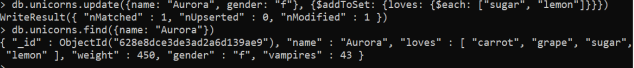 > db.unicorns.update({name: "Aurora", gender: "f"}, {$addToSet: {loves: {$each: ["sugar", "lemon"]}}})
WriteResult({ "nMatched" : 1, "nUpserted" : 0, "nModified" : 1 })
> db.unicorns.find({name: "Aurora"})
{ "_id" : ObjectId("628e8dce3de3ad2a6d139ae9"), "name" : "Aurora", "loves" : [ "carrot", "grape", "sugar",
"lemon" ], "weight" : 450, "gender" : "f", "vampires" : 43 }
>